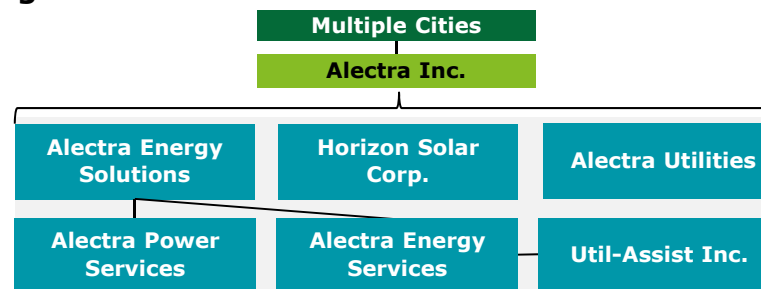 g
Multiple Cities
Alectra Inc.
Alectra Energy
Solutions
Horizon Solar
Corp.
Alectra Utilities
Alectra Power
Services
Alectra Energy
Services
Util-Assist Inc.